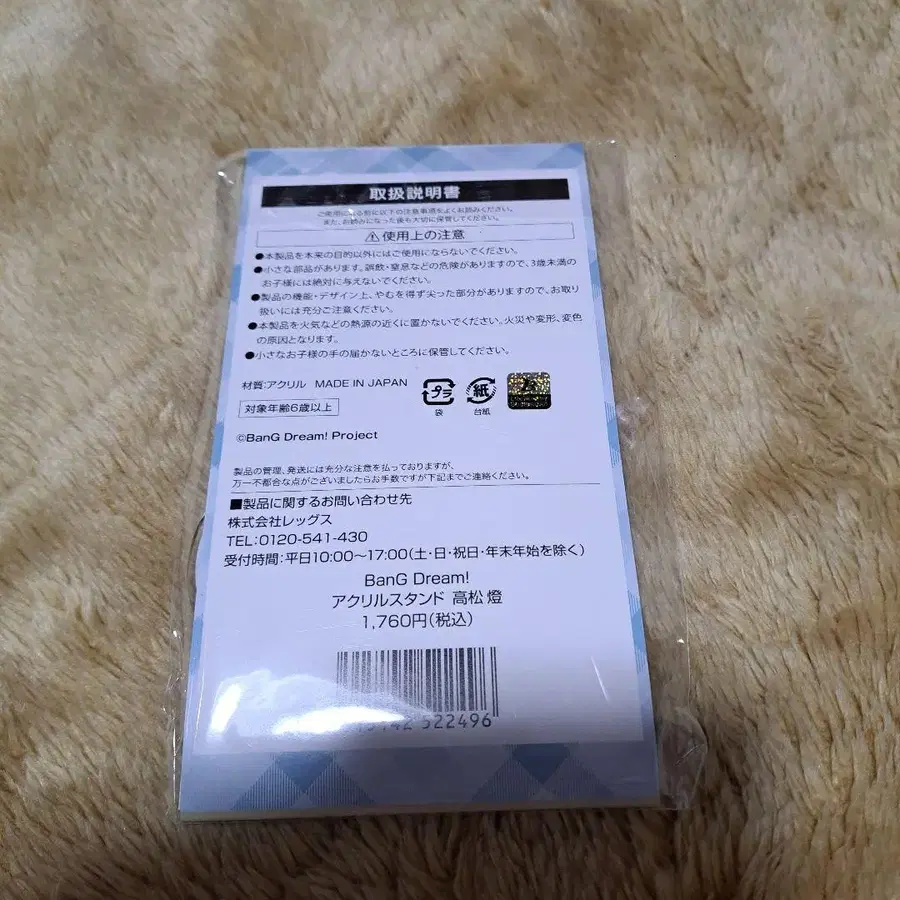 取扱説明書
ご使用になる前に以下の注意事項をよくお読みください。
また、お読みになった後も大切に保管してください。
⚠使用上の注意
●本製品を本来の目的以外にはご使用にならないでください。
●小さな部品があります。誤飲・窒息などの危険がありますので、3歳未満の
お子様には絶対に与えないでください。
●製品の機能・デザイン上、やむを得ず尖った部分がありますので、お取り
扱いには充分ご注意ください。
●本製品を火気などの熱源の近くに置かないでください。火災や変形、変色
の原因となります。
●小さなお子様の手の届かないところに保管してください。
材質:アクリル MADE IN JAPAN
プラ
袋
紙
台紙
対象年齢6歳以上
©BanG Dream! Project
製品の管理、発送には充分な注意を払っておりますが、
万一不都合な点がございましたらお手数ですが下記までご連絡ください。
■製品に関するお問い合わせ先
株式会社レッグス
TEL:0120-541-430
受付時間:平日10:00〜17:00(土・日・祝日・年末年始を除く)
BanG Dream!
アクリルスタンド 高松 燈
1,760円(税込)
522496